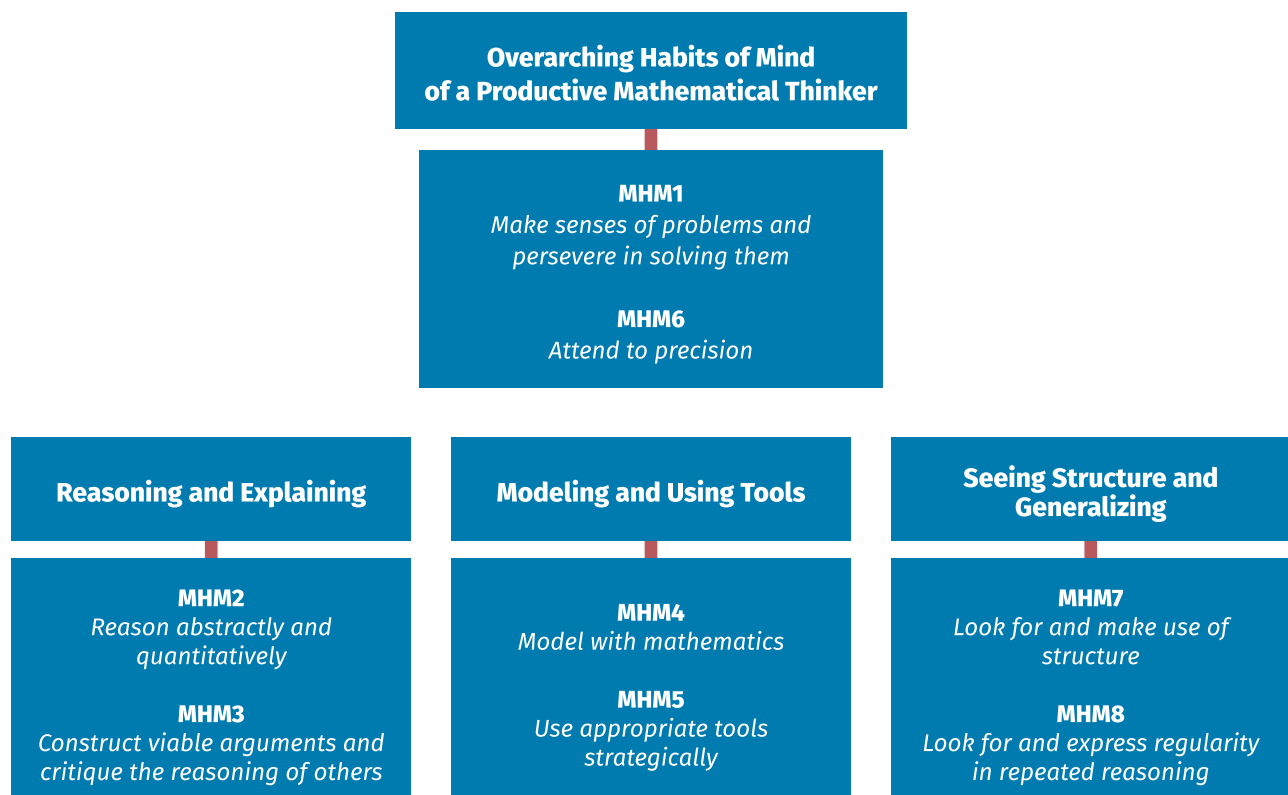 Overarching Habits of Mind
of a Productive Mathematical Thinker
MHM1
Make senses of problems and
persevere in solving them
MHM6
Attend to precision
Reasoning and Explaining
MHM2
Reason abstractly and
quantitatively
MHM3
Construct viable arguments and
critique the reasoning of others
Modeling and Using Tools
MHM4
Model with mathematics
MHM5
Use appropriate tools
strategically
Seeing Structure and
Generalizing
MHM7
Look for and make use of
structure
MHM8
Look for and express regularity
in repeated reasoning